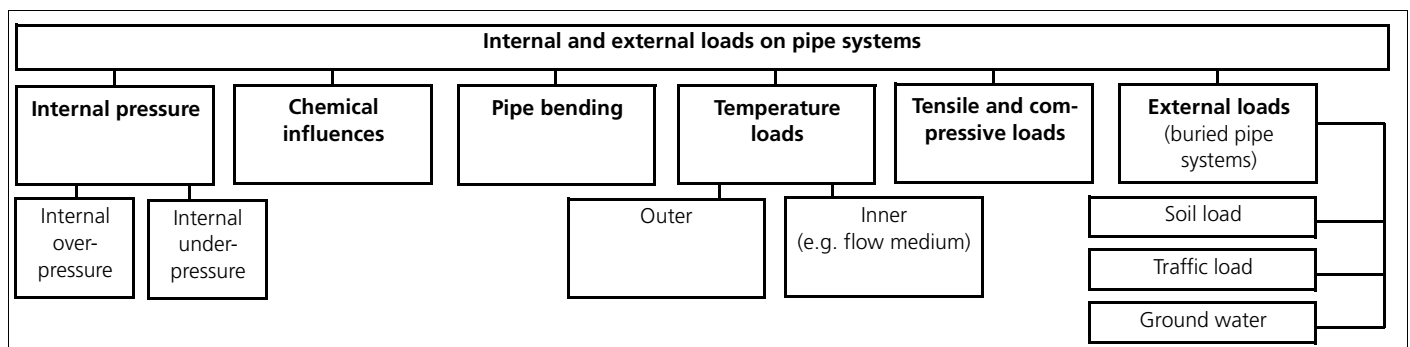 Internal and external loads on pipe systems
Internal pressure
Chemical
influences
Pipe bending
Temperature
loads
Tensile and com-
pressive loads
External loads
(buried pipe
systems)
Internal
over-
pressure
Internal
under-
pressure
Outer
Inner
(e.g. flow medium)
Soil load
Traffic load
Ground water